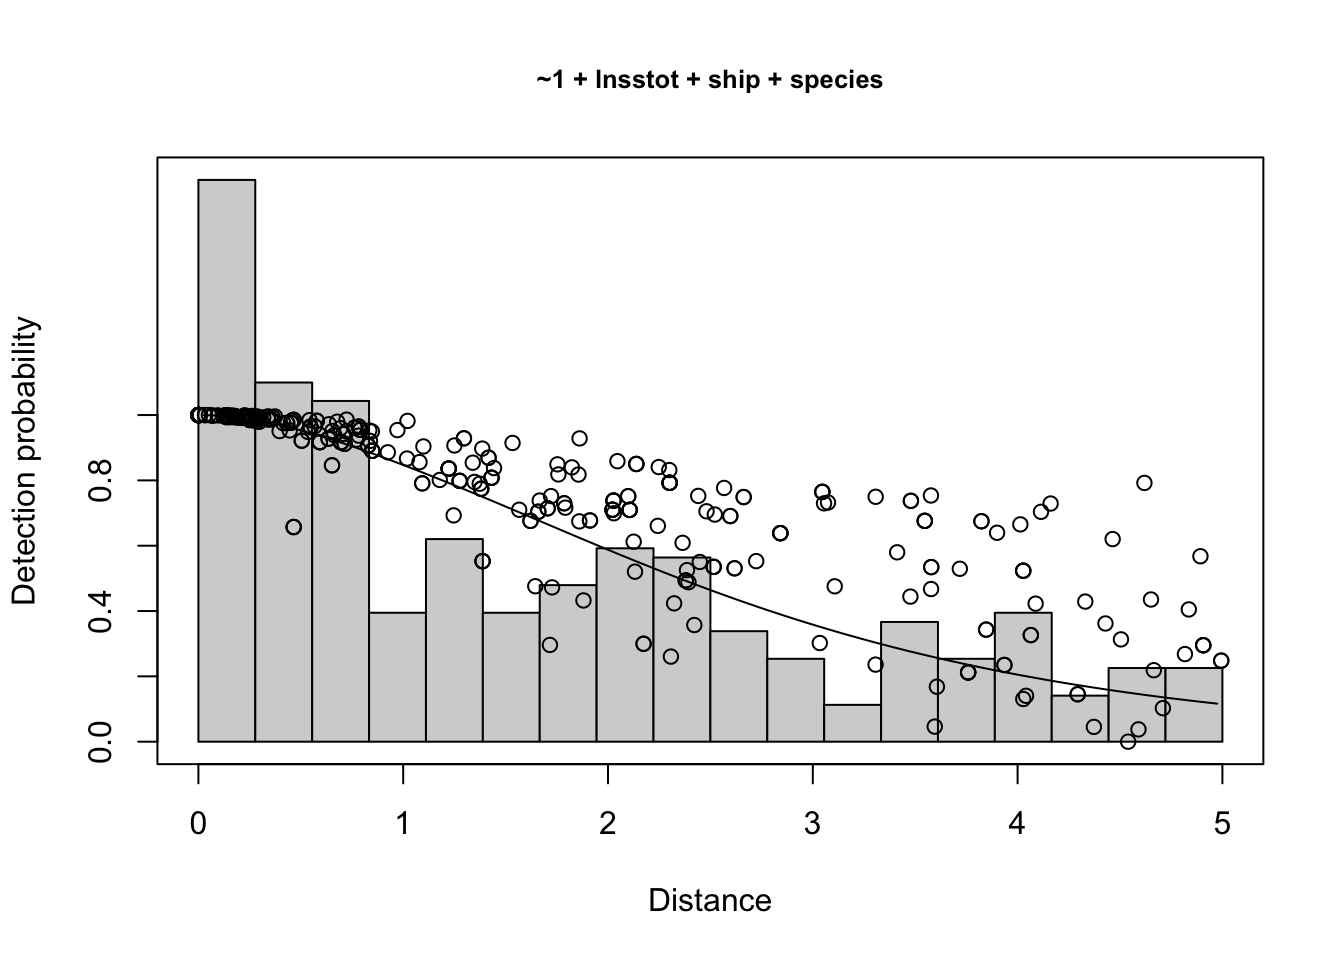 ~1 + lnsstot + ship + species
Detection probability
0.8
0.4
0.0
0 1 2 3 4 5
Distance